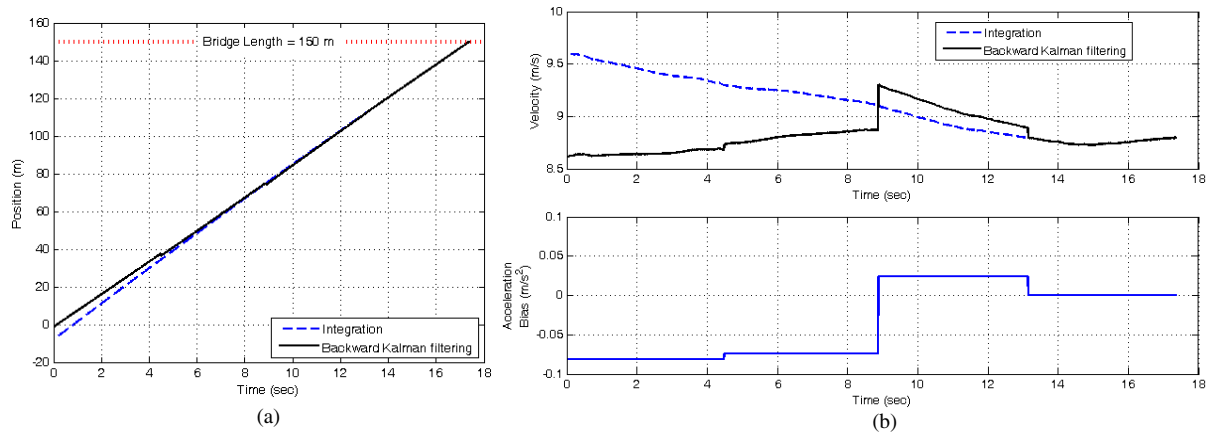 160
140
120
100
80
60
40
20
0
-20
Position (m)
Bridge Length = 150 m
Integration
Backward Kalman filtering
0 2 4 6 8 10 12 14 16 18
Time (sec)
(a)
10
9.5
9
8.5
Velocity (m/s)
Integration
Backward Kalman filtering
0 2 4 6 8 10 12 14 16 18
Time (sec)
0.1
0.05
0
-0.05
-0.1
Acceleration
Bias (m/s²)
0 2 4 6 8 10 12 14 16 18
Time (sec)
(b)